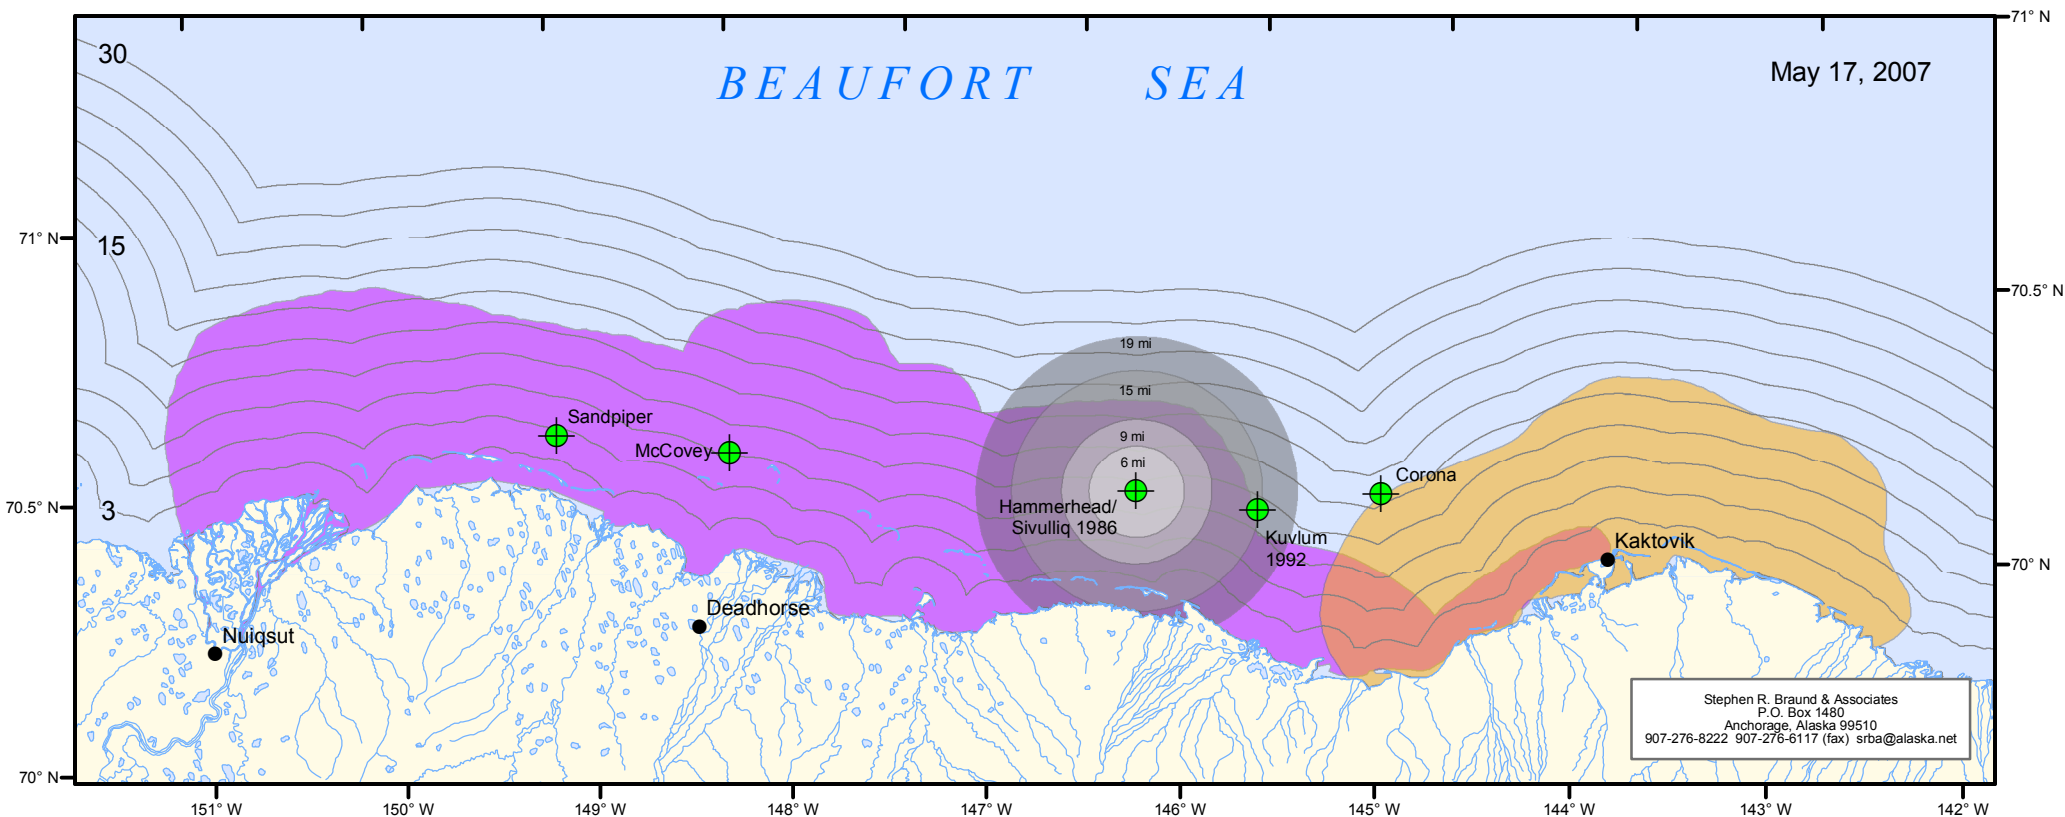 71° N
30
BEAUFORT SEA
May 17, 2007
71° N
15
70.5° N
19 mi
15 mi
Sandpiper
McCovey
9 mi
6 mi
Corona
70.5° N
3
Hammerhead/
Sivulliq 1986
Kuvlum
1992
Kaktovik
70° N
Deadhorse
Nuiqsut
Stephen R. Braund & Associates
P.O. Box 1480
Anchorage, Alaska 99510
907-276-8222 907-276-6117 (fax) srba@alaska.net
70° N
151° W
150° W
149° W
148° W
147° W
146° W
145° W
144° W
143° W
142° W